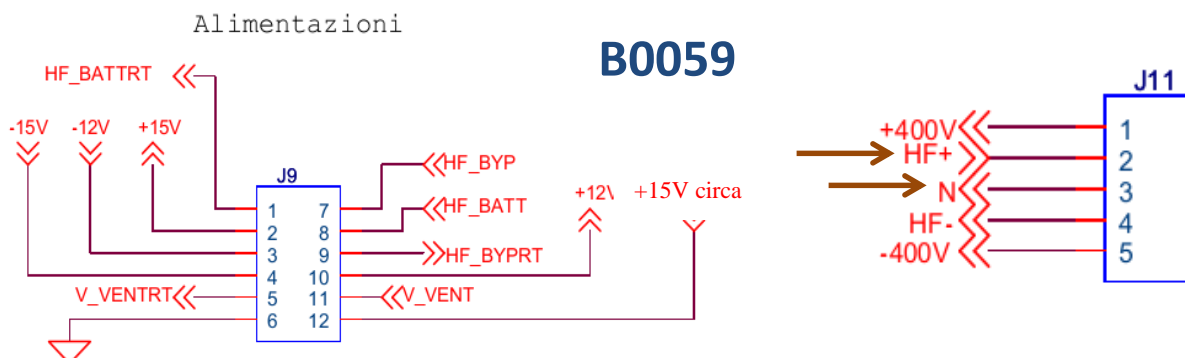 Alimentazioni
B0059
HF_BATTRT
-15V -12V +15V
J9
HF_BYP
HF_BATT
HF_BYPRT
+12V
+15V circa
V_VENTRT
V_VENT
1 7
2 8
3 9
4 10
5 11
6 12
J11
+400V 1
HF+ 2
N 3
HF- 4
-400V 5